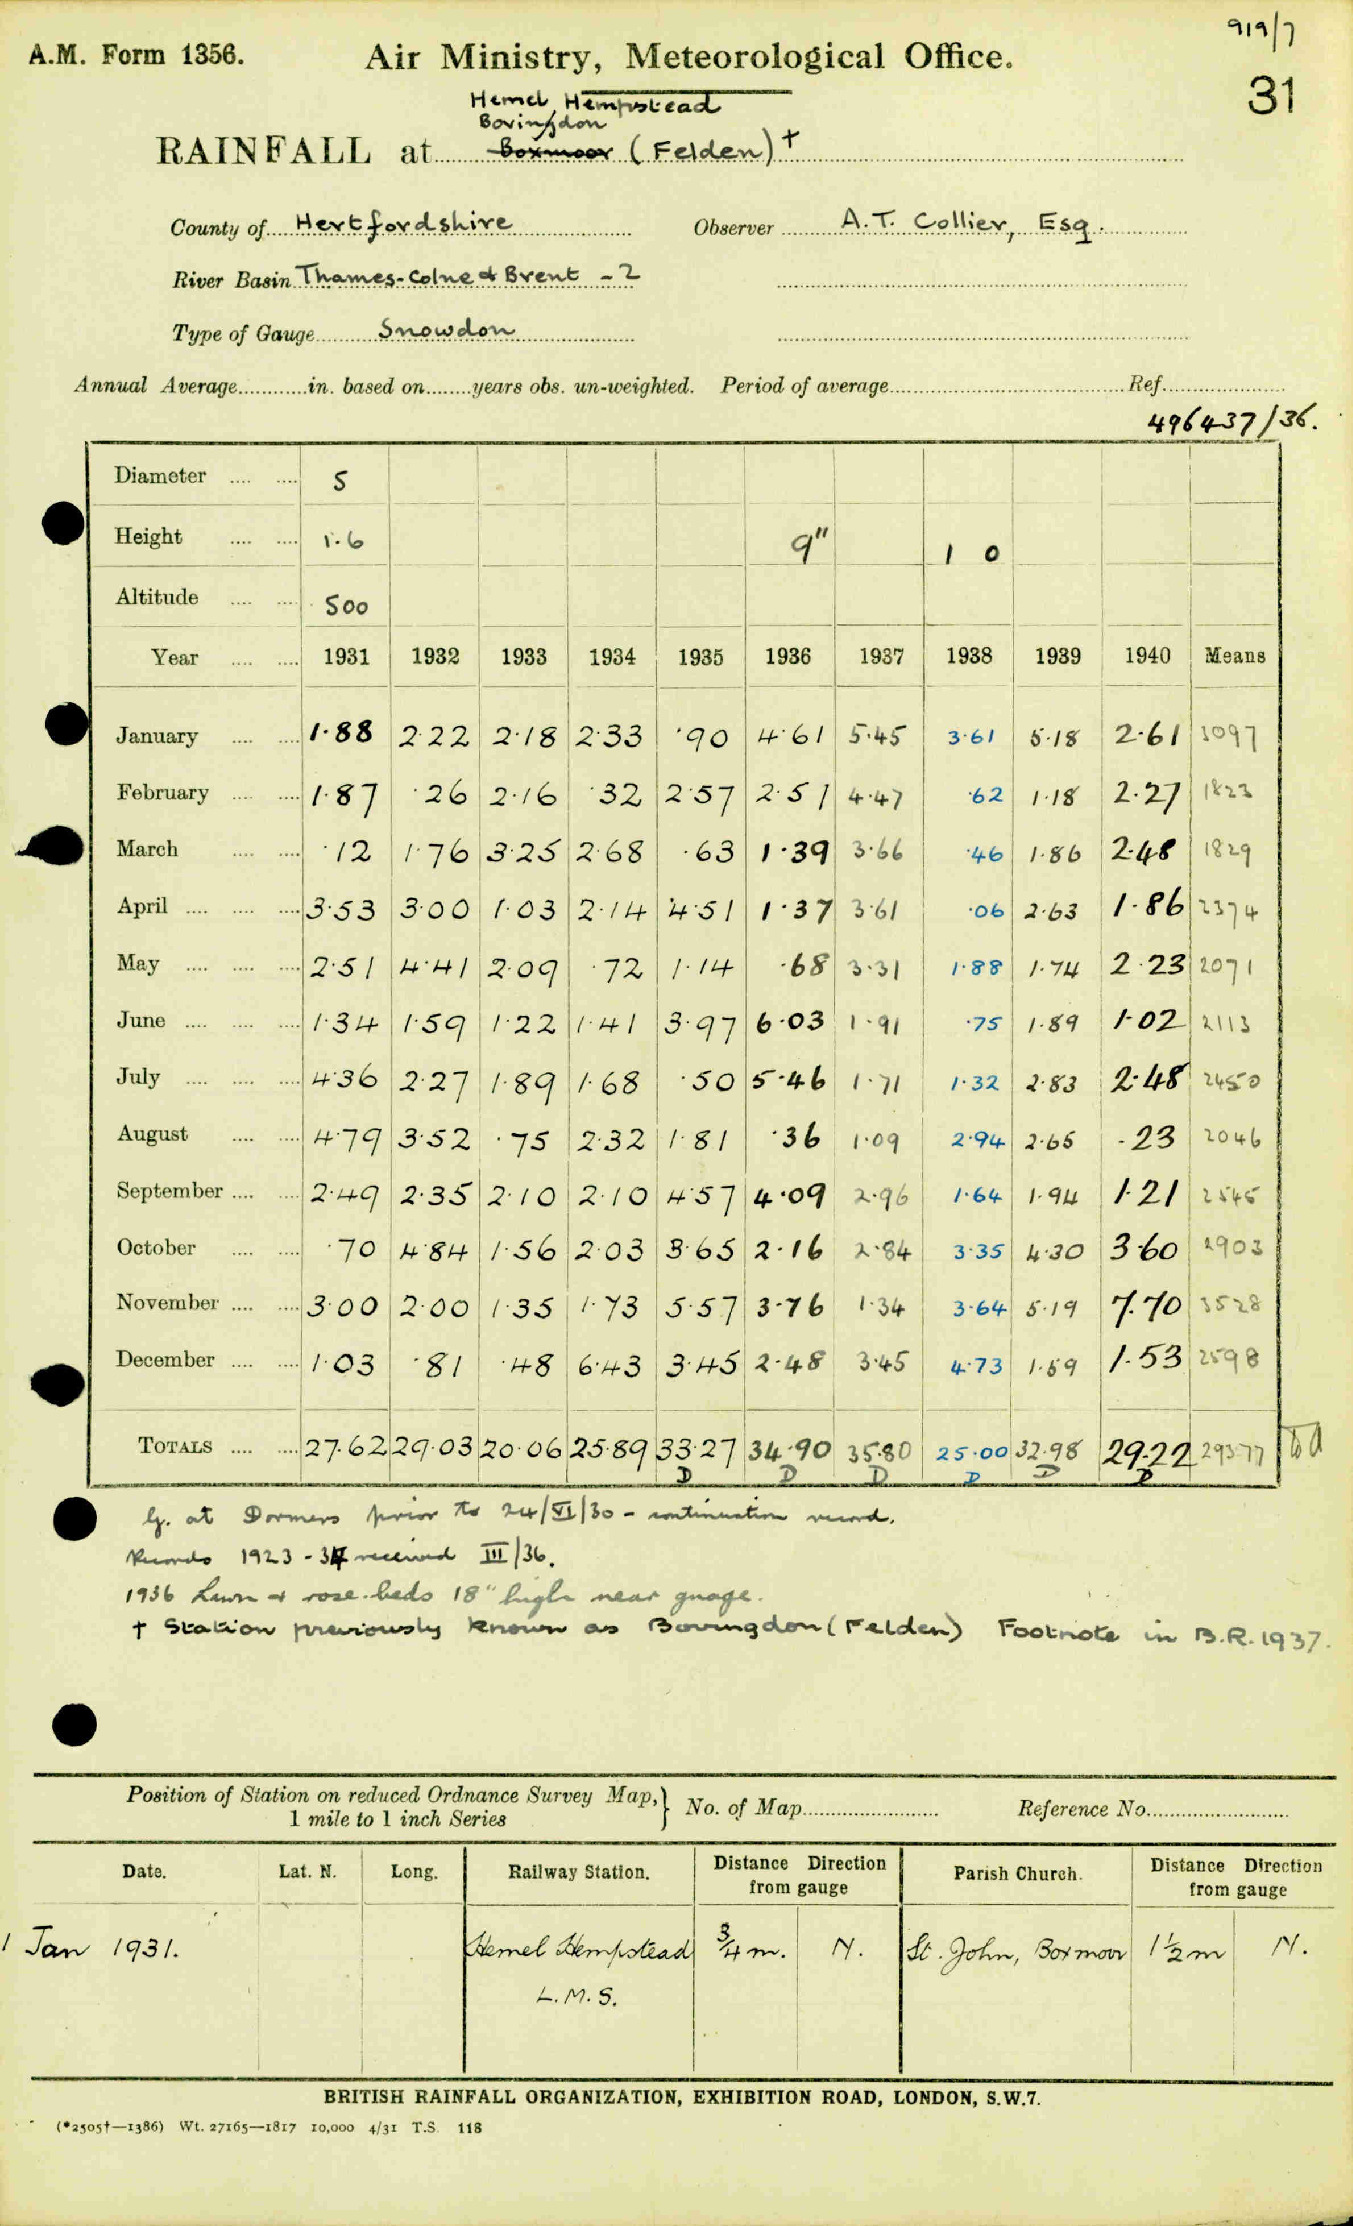 919/7
A.M. Form 1356. Air Ministry, Meteorological Office.
31
Hemel Hempstead
Bovingdon
RAINFALL at Boxmoor (Felden) †
County of Hertfordshire Observer A.T. Collier, Esq.
River Basin Thames-Colne & Brent - 2
Type of Gauge Snowdon
Annual Average in. based on years obs. un-weighted. Period of average Ref.
496437/36.
Diameter 5
Height 1·6 9" 1 0
Altitude 500
Year 1931 1932 1933 1934 1935 1936 1937 1938 1939 1940 Means
January 1·88 2·22 2·18 2·33 ·90 4·61 5·45 3·61 5·18 2·61 3097
February 1·87 ·26 2·16 ·32 2·57 2·51 4·47 ·62 1·18 2·27 1823
March ·12 1·76 3·25 2·68 ·63 1·39 3·66 ·46 1·86 2·48 1829
April 3·53 3·00 1·03 2·14 4·51 1·37 3·61 ·06 2·63 1·86 2374
May 2·51 4·41 2·09 ·72 1·14 ·68 3·31 1·88 1·74 2·23 2071
June 1·34 1·59 1·22 1·41 3·97 6·03 1·91 ·75 1·89 1·02 2113
July 4·36 2·27 1·89 1·68 ·50 5·46 1·71 1·32 2·83 2·48 2450
August 4·79 3·52 ·75 2·32 1·81 ·36 1·09 2·94 2·65 ·23 2046
September 2·49 2·35 2·10 2·10 4·57 4·09 2·96 1·64 1·94 1·21 2545
October ·70 4·84 1·56 2·03 3·65 2·16 2·84 3·35 4·30 3·60 2903
November 3·00 2·00 1·35 1·73 5·57 3·76 1·34 3·64 5·19 7·70 3528
December 1·03 ·81 ·48 6·43 3·45 2·48 3·45 4·73 1·59 1·53 2598
TOTALS 27·62 29·03 20·06 25·89 33·27 34·90 35·80 25·00 32·98 29·22 29377
D D D D D D
G. at Dormers prior to 24/VI/30 - continuation record.
Records 1923 - 34 received III/36.
1936 Lawn & rose-beds 18" high near guage.
† Station previously known as Bovingdon (Felden) Footnote in B.R. 1937.
Position of Station on reduced Ordnance Survey Map, } No. of Map Reference No.
1 mile to 1 inch Series
Date. Lat. N. Long. Railway Station. Distance Direction from gauge Parish Church. Distance Direction from gauge
1 Jan 1931. Hemel Hempstead 3/4 m. N. St. John, Boxmoor 1 1/2 m N.
L.M.S.
BRITISH RAINFALL ORGANIZATION, EXHIBITION ROAD, LONDON, S.W.7.
(*2505†—1386) Wt. 27165—1817 10,000 4/31 T.S. 118